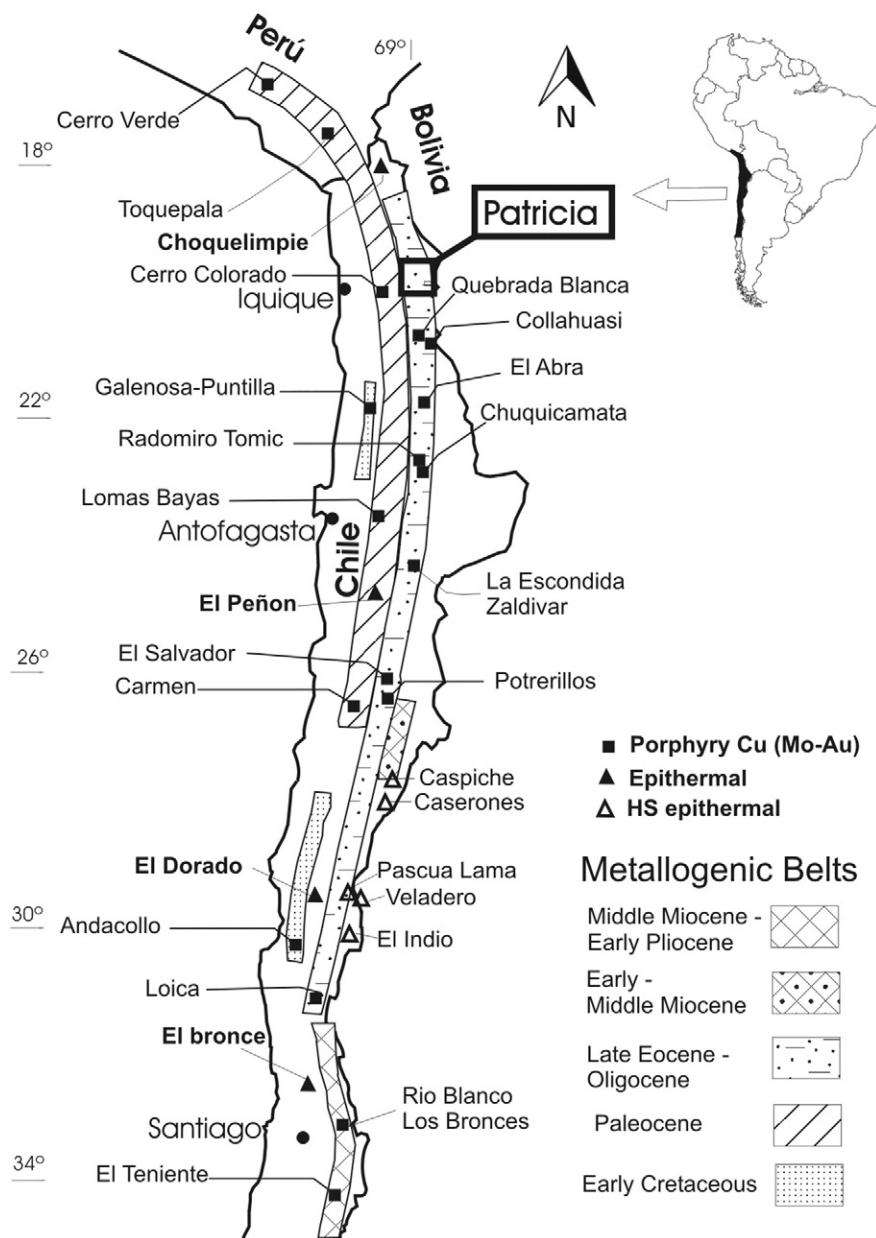 Perú
69°
Cerro Verde
N
Bolivia
18°
Toquepala
Patricia
Choquelimpie
Cerro Colorado
Iquique
Quebrada Blanca
Collahuasi
Galenosa-Puntilla
El Abra
22°
Chuquicamata
Radomiro Tomic
Lomas Bayas
Antofagasta
Chile
La Escondida
Zaldivar
El Peñon
El Salvador
26°
Carmen
Potrerillos
Porphyry Cu (Mo-Au)
Epithermal
HS epithermal
Caspiche
Caserones
El Dorado
Pascua Lama
Veladero
Metallogenic Belts
30°
Andacollo
El Indio
Middle Miocene -
Early Pliocene
Loica
Early -
Middle Miocene
El bronce
Late Eocene -
Oligocene
Rio Blanco
Los Bronces
Santiago
Paleocene
34°
El Teniente
Early Cretaceous